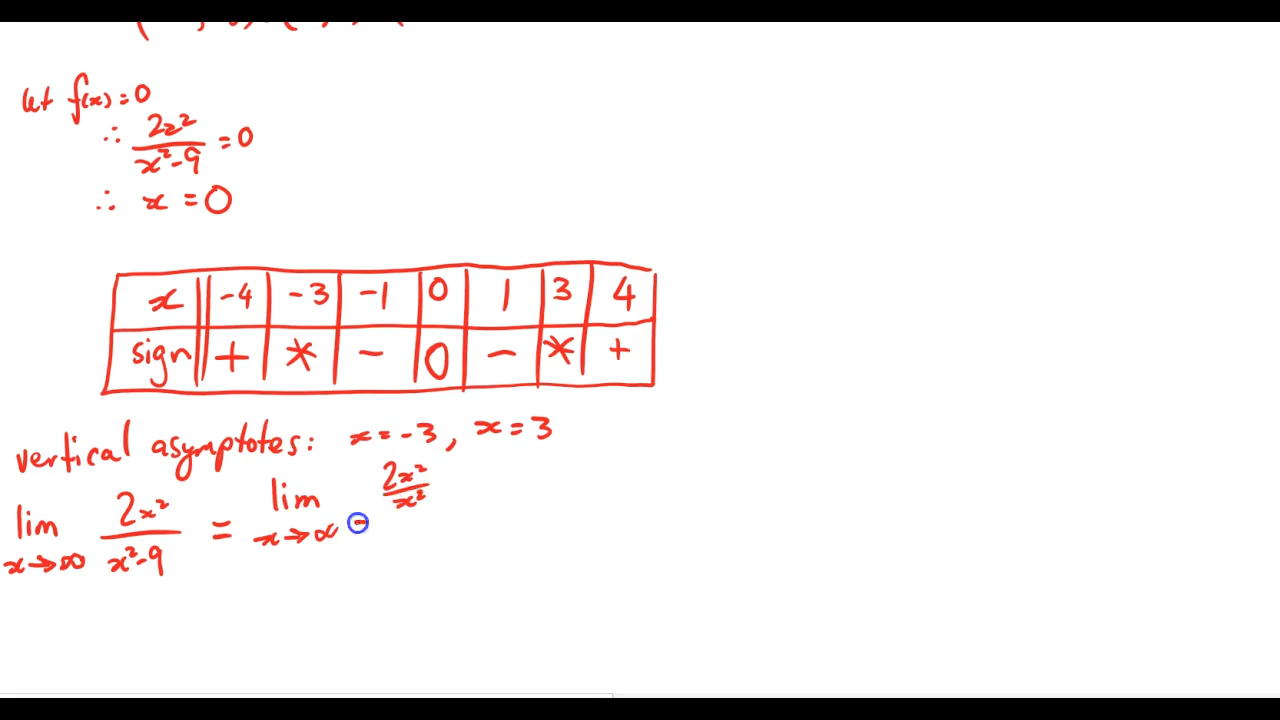 let f(x) = 0
∴ 2x²/(x²-9) = 0
∴ x = 0
x -4 -3 -1 0 1 3 4
sign + * - 0 - * +
vertical asymptotes: x = -3, x = 3
lim x→∞ 2x²/(x²-9) = lim x→∞ 2x²/x²